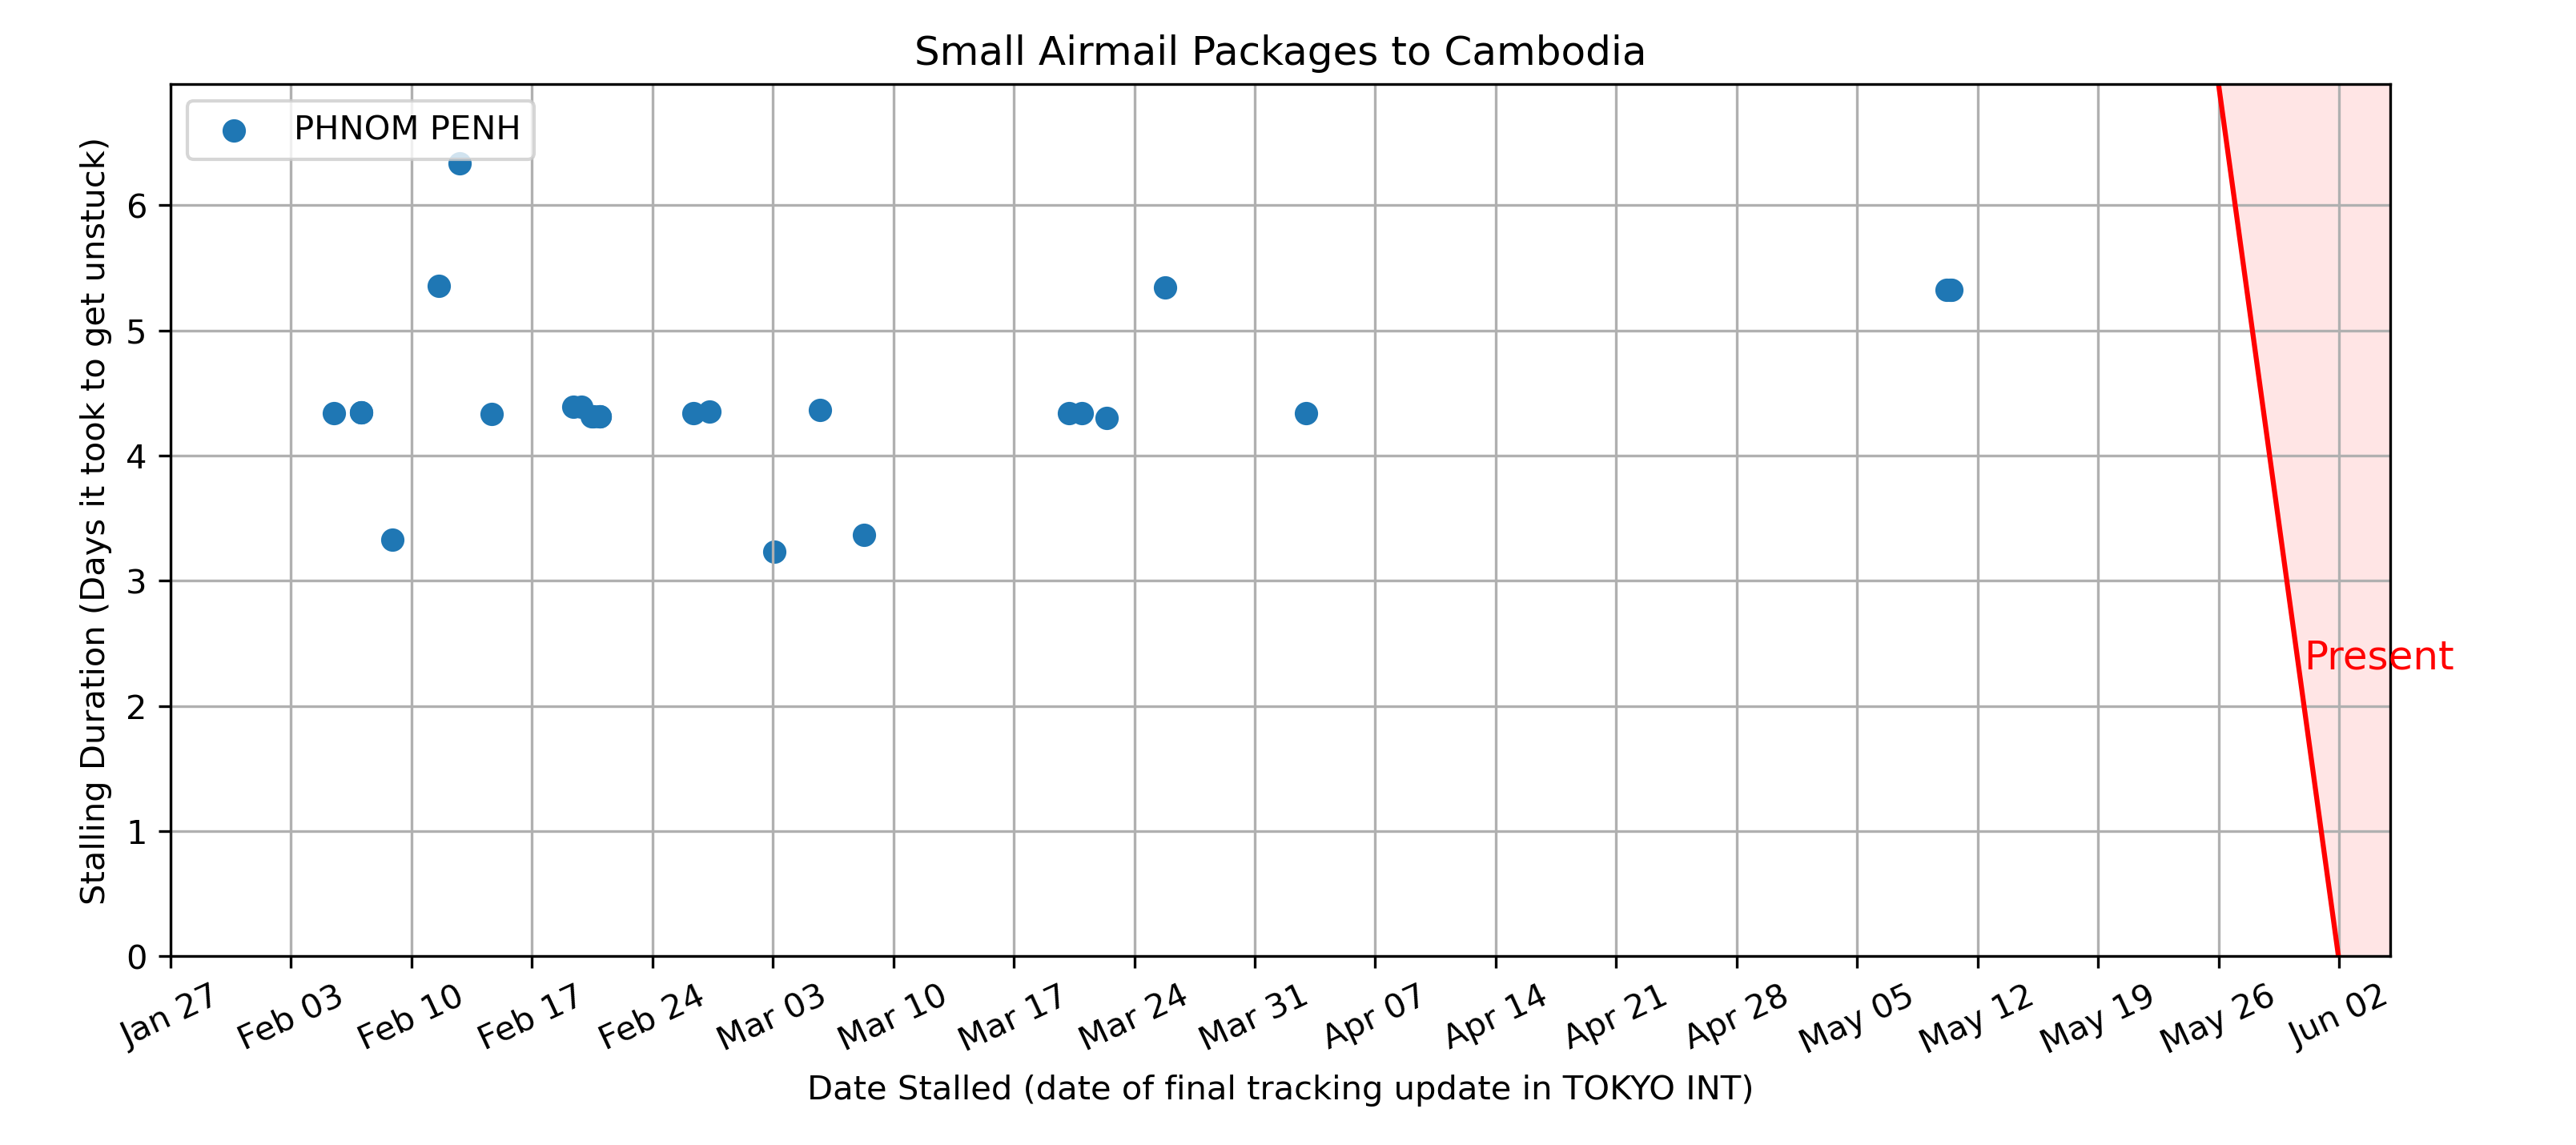 Small Airmail Packages to Cambodia
PHNOM PENH
Stalling Duration (Days it took to get unstuck)
6
5
4
3
2
1
0
Present
Jan 27
Feb 03
Feb 10
Feb 17
Feb 24
Mar 03
Mar 10
Mar 17
Mar 24
Mar 31
Apr 07
Apr 14
Apr 21
Apr 28
May 05
May 12
May 19
May 26
Jun 02
Date Stalled (date of final tracking update in TOKYO INT)